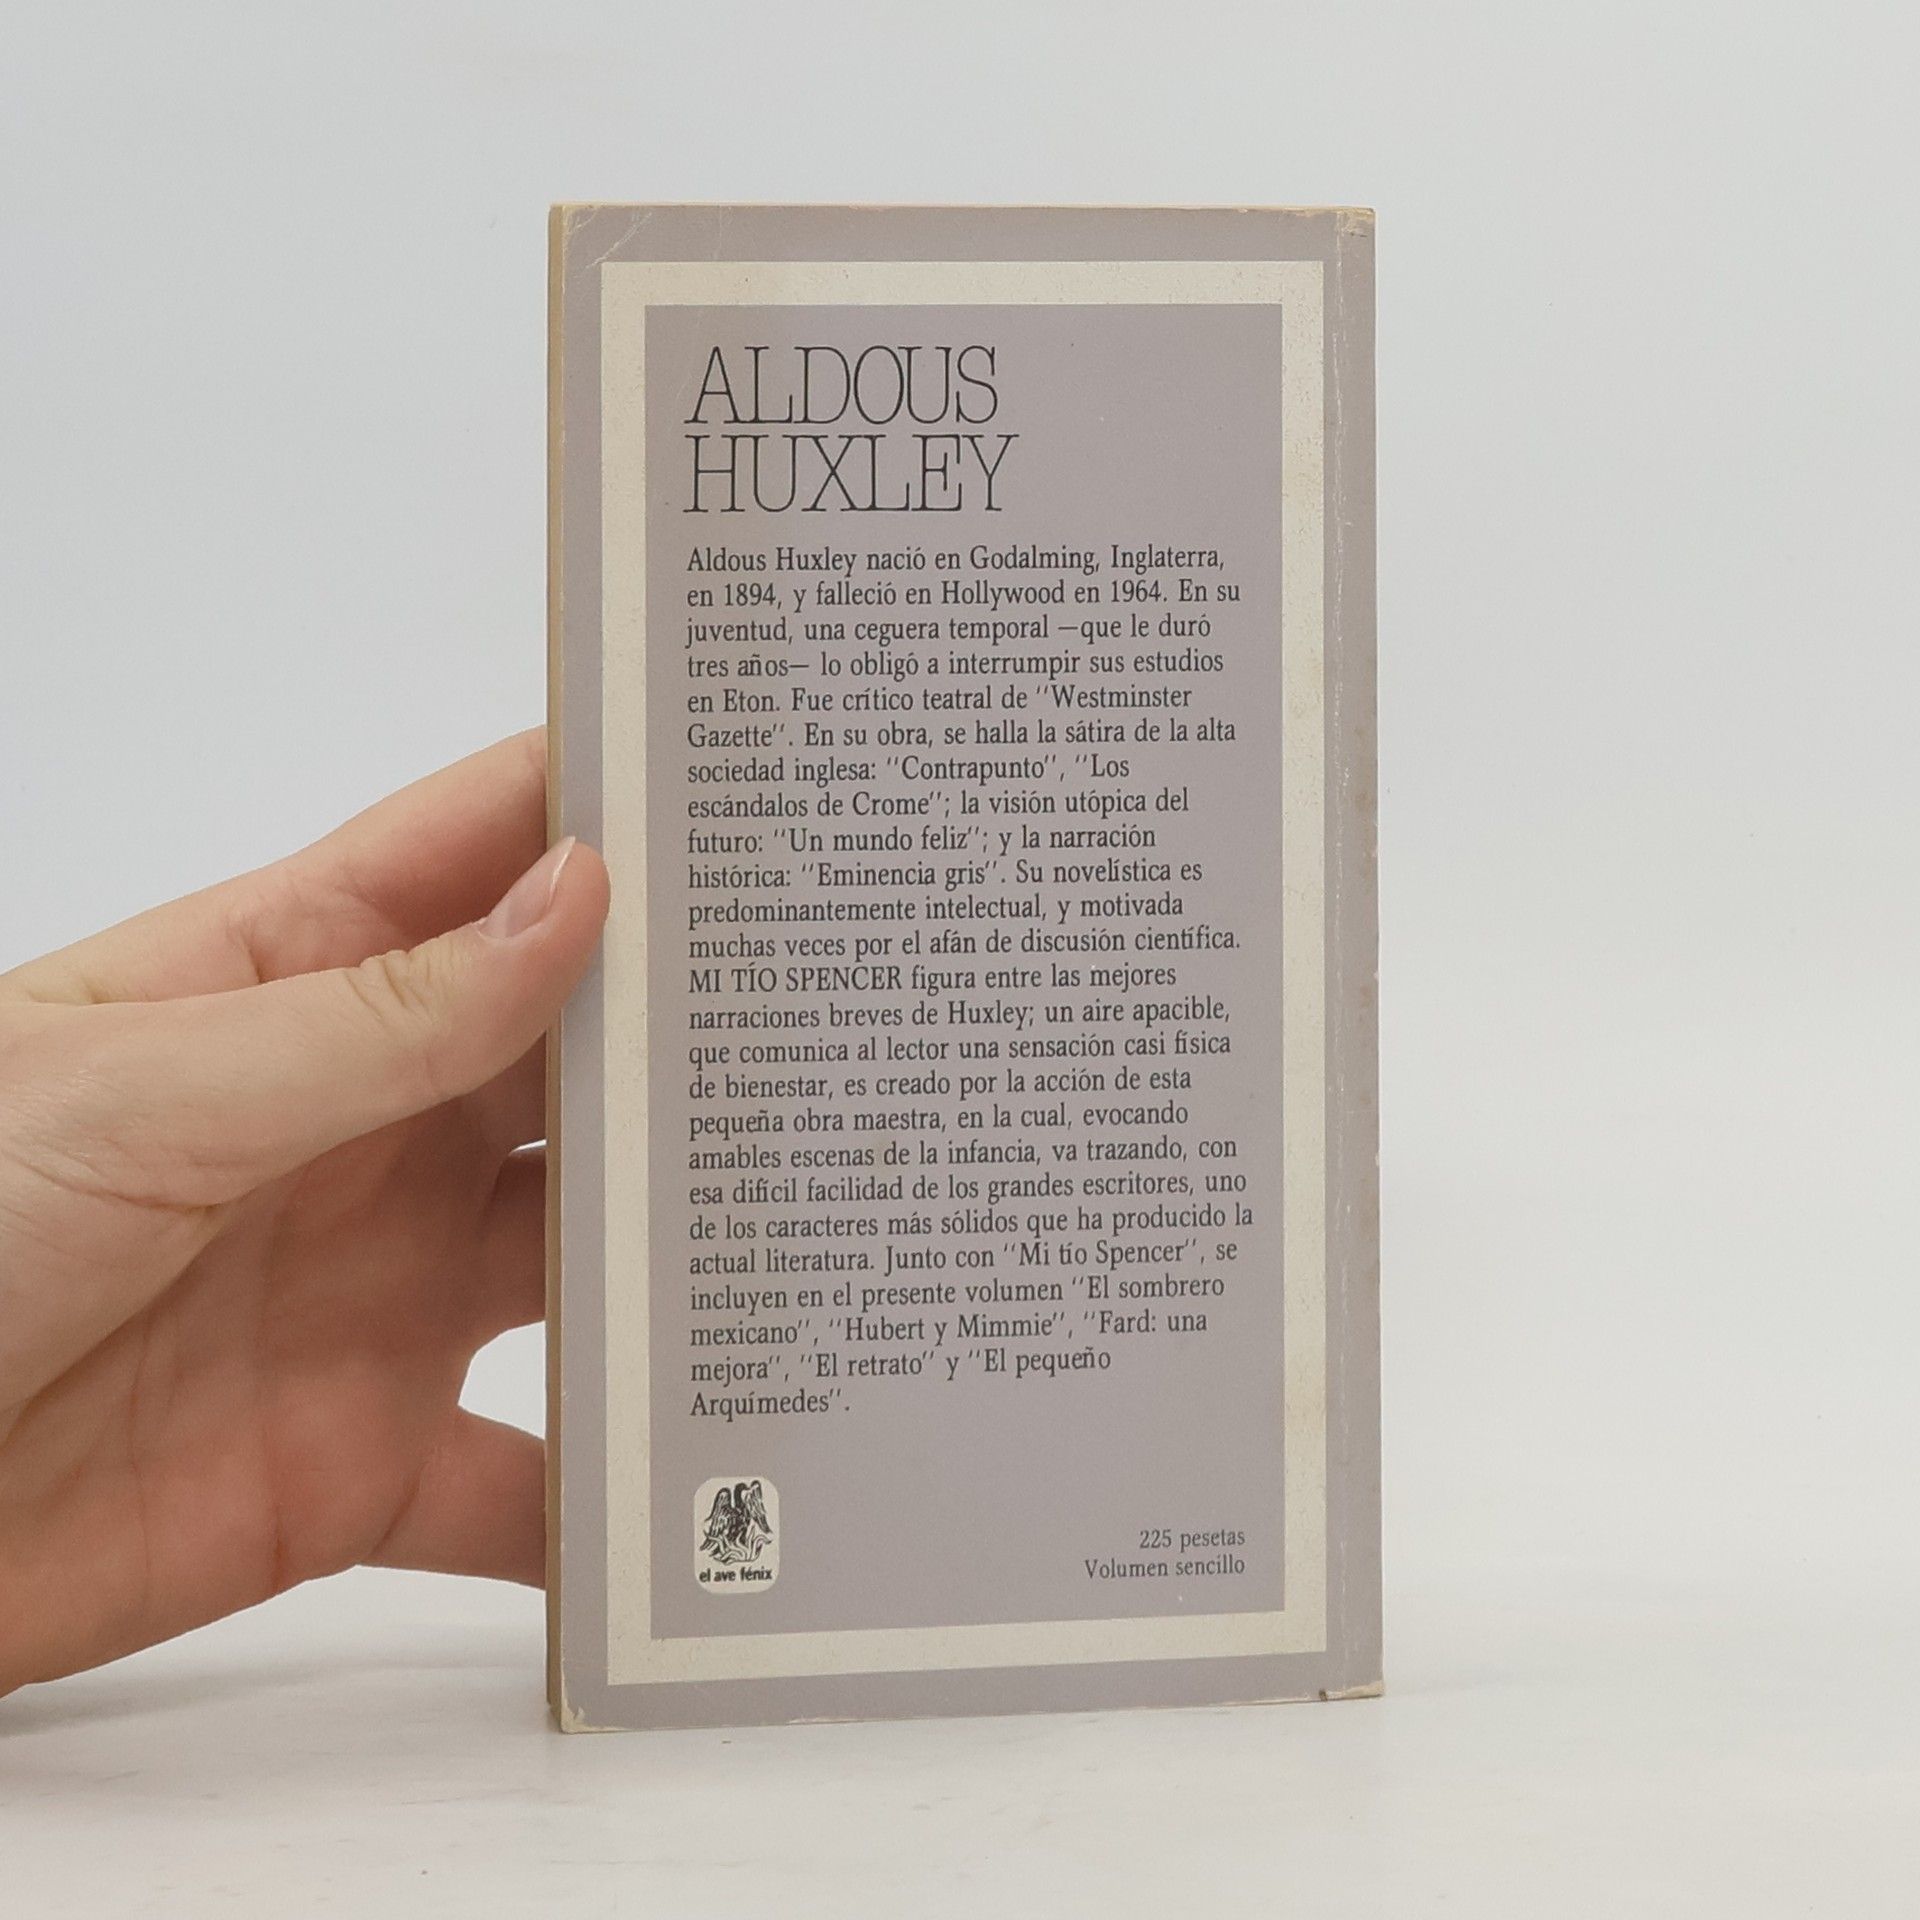 ALDOUS
HUXLEY
Aldous Huxley nació en Godalming, Inglaterra,
en 1894, y falleció en Hollywood en 1964. En su
juventud, una ceguera temporal —que le duró
tres años— lo obligó a interrumpir sus estudios
en Eton. Fue crítico teatral de ''Westminster
Gazette''. En su obra, se halla la sátira de la alta
sociedad inglesa: ''Contrapunto'', ''Los
escándalos de Crome''; la visión utópica del
futuro: ''Un mundo feliz''; y la narración
histórica: ''Eminencia gris''. Su novelística es
predominantemente intelectual, y motivada
muchas veces por el afán de discusión científica.
MI TÍO SPENCER figura entre las mejores
narraciones breves de Huxley; un aire apacible,
que comunica al lector una sensación casi física
de bienestar, es creado por la acción de esta
pequeña obra maestra, en la cual, evocando
amables escenas de la infancia, va trazando, con
esa difícil facilidad de los grandes escritores, uno
de los caracteres más sólidos que ha producido la
actual literatura. Junto con ''Mi tío Spencer'', se
incluyen en el presente volumen ''El sombrero
mexicano'', ''Hubert y Mimmie'', ''Fard: una
mejora'', ''El retrato'' y ''El pequeño
Arquímedes''.
el ave fénix
225 pesetas
Volumen sencillo